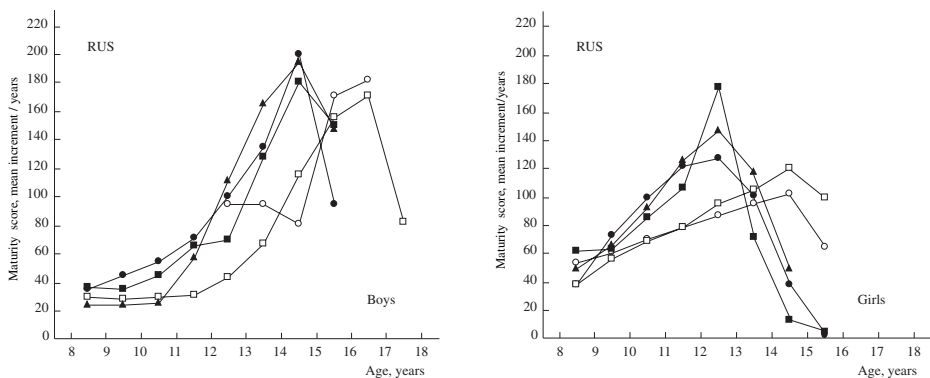 220
200
180
160
140
120
100
80
60
40
20
0
RUS
Maturity score, mean increment / years
Boys
8 9 10 11 12 13 14 15 16 17 18
Age, years
220
200
180
160
140
120
100
80
60
40
20
0
RUS
Maturity score, mean increment/years
Girls
8 9 10 11 12 13 14 15 16 17 18
Age, years